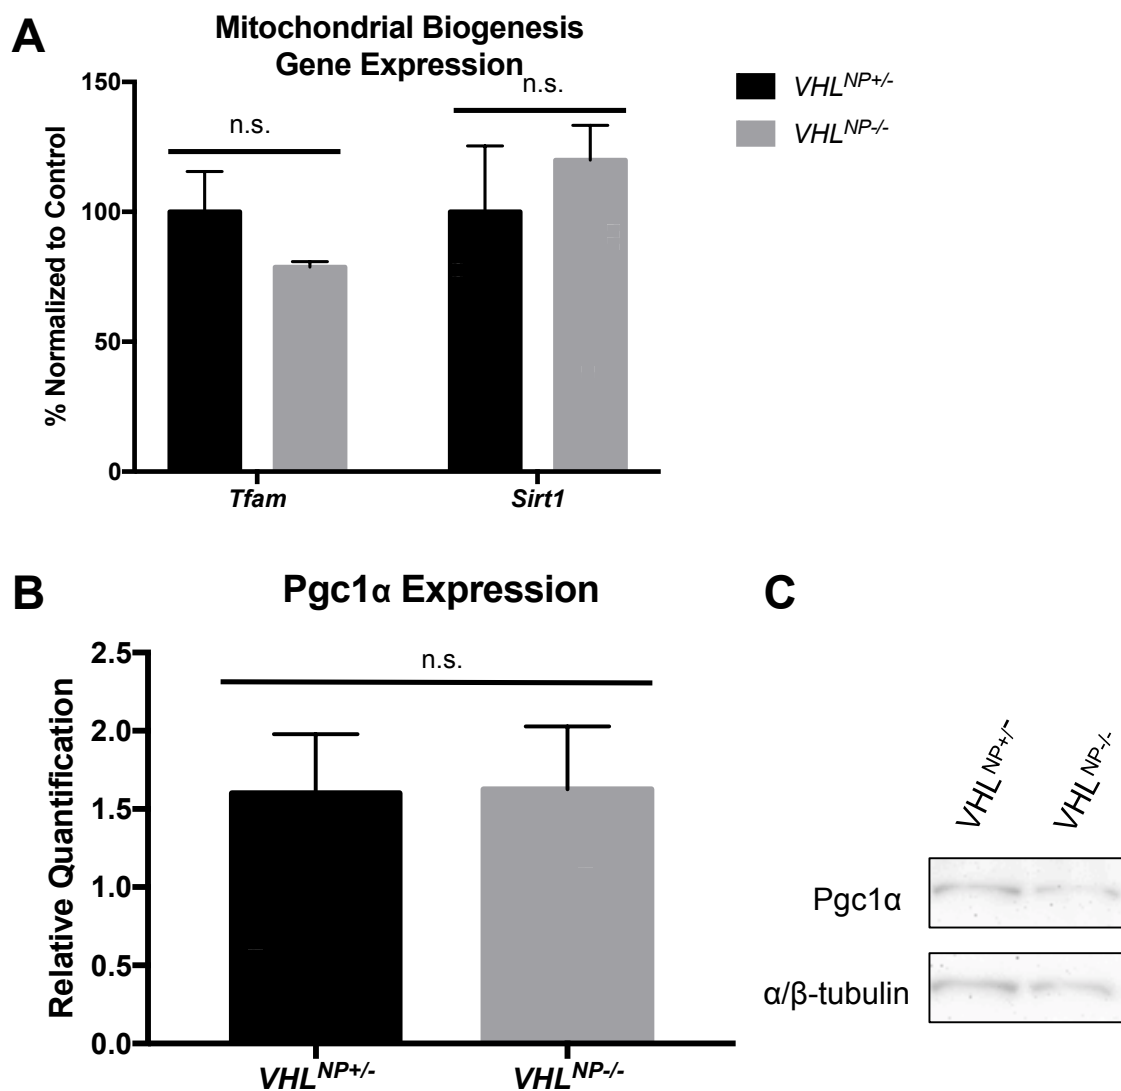 A
Mitochondrial Biogenesis
Gene Expression
% Normalized to Control
150
100
50
0
n.s.
n.s.
Tfam
Sirt1
VHL^NP+/-
VHL^NP-/-
B
Pgc1α Expression
Relative Quantification
2.5
2.0
1.5
1.0
0.5
0.0
n.s.
VHL^NP+/-
VHL^NP-/-
C
VHL^NP+/-
VHL^NP-/-
Pgc1α
α/β-tubulin